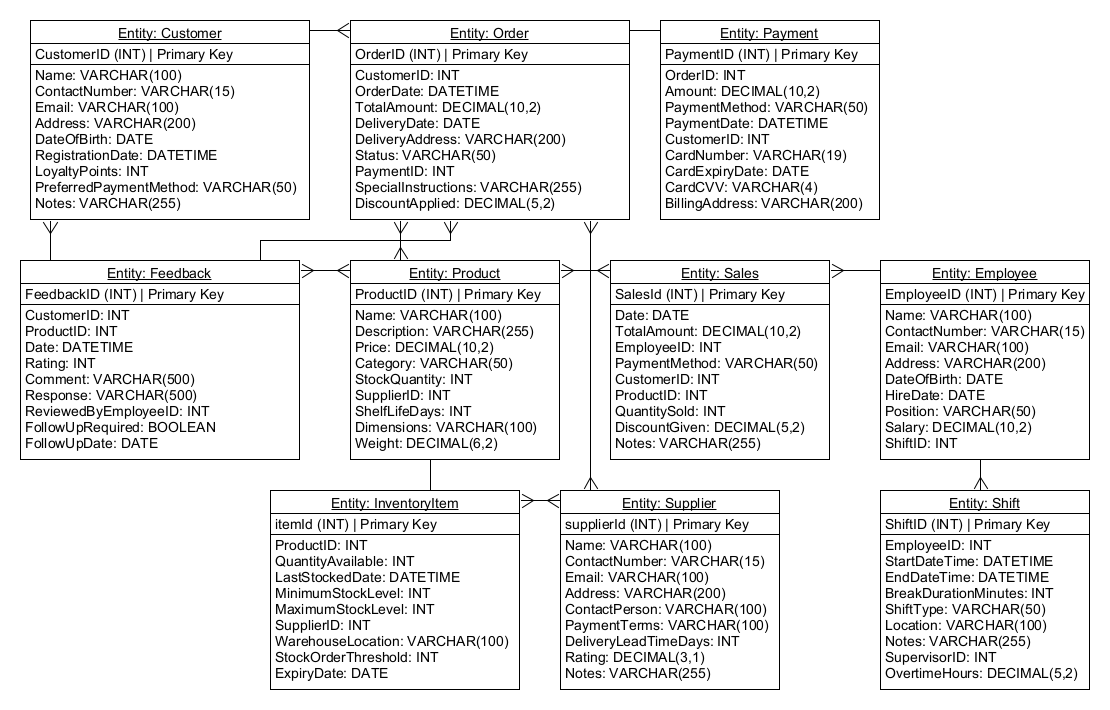 Entity: Customer
CustomerID (INT) | Primary Key
Name: VARCHAR(100)
ContactNumber: VARCHAR(15)
Email: VARCHAR(100)
Address: VARCHAR(200)
DateOfBirth: DATE
RegistrationDate: DATETIME
LoyaltyPoints: INT
PreferredPaymentMethod: VARCHAR(50)
Notes: VARCHAR(255)
Entity: Order
OrderID (INT) | Primary Key
CustomerID: INT
OrderDate: DATETIME
TotalAmount: DECIMAL(10,2)
DeliveryDate: DATE
DeliveryAddress: VARCHAR(200)
Status: VARCHAR(50)
PaymentID: INT
SpecialInstructions: VARCHAR(255)
DiscountApplied: DECIMAL(5,2)
Entity: Payment
PaymentID (INT) | Primary Key
OrderID: INT
Amount: DECIMAL(10,2)
PaymentMethod: VARCHAR(50)
PaymentDate: DATETIME
CustomerID: INT
CardNumber: VARCHAR(19)
CardExpiryDate: DATE
CardCVV: VARCHAR(4)
BillingAddress: VARCHAR(200)
Entity: Feedback
FeedbackID (INT) | Primary Key
CustomerID: INT
ProductID: INT
Date: DATETIME
Rating: INT
Comment: VARCHAR(500)
Response: VARCHAR(500)
ReviewedByEmployeeID: INT
FollowUpRequired: BOOLEAN
FollowUpDate: DATE
Entity: Product
ProductID (INT) | Primary Key
Name: VARCHAR(100)
Description: VARCHAR(255)
Price: DECIMAL(10,2)
Category: VARCHAR(50)
StockQuantity: INT
SupplierID: INT
ShelfLifeDays: INT
Dimensions: VARCHAR(100)
Weight: DECIMAL(6,2)
Entity: Sales
SalesId (INT) | Primary Key
Date: DATE
TotalAmount: DECIMAL(10,2)
EmployeeID: INT
PaymentMethod: VARCHAR(50)
CustomerID: INT
ProductID: INT
QuantitySold: INT
DiscountGiven: DECIMAL(5,2)
Notes: VARCHAR(255)
Entity: Employee
EmployeeID (INT) | Primary Key
Name: VARCHAR(100)
ContactNumber: VARCHAR(15)
Email: VARCHAR(100)
Address: VARCHAR(200)
DateOfBirth: DATE
HireDate: DATE
Position: VARCHAR(50)
Salary: DECIMAL(10,2)
ShiftID: INT
Entity: InventoryItem
itemId (INT) | Primary Key
ProductID: INT
QuantityAvailable: INT
LastStockedDate: DATETIME
MinimumStockLevel: INT
MaximumStockLevel: INT
SupplierID: INT
WarehouseLocation: VARCHAR(100)
StockOrderThreshold: INT
ExpiryDate: DATE
Entity: Supplier
supplierId (INT) | Primary Key
Name: VARCHAR(100)
ContactNumber: VARCHAR(15)
Email: VARCHAR(100)
Address: VARCHAR(200)
ContactPerson: VARCHAR(100)
PaymentTerms: VARCHAR(100)
DeliveryLeadTimeDays: INT
Rating: DECIMAL(3,1)
Notes: VARCHAR(255)
Entity: Shift
ShiftID (INT) | Primary Key
EmployeeID: INT
StartDateTime: DATETIME
EndDateTime: DATETIME
BreakDurationMinutes: INT
ShiftType: VARCHAR(50)
Location: VARCHAR(100)
Notes: VARCHAR(255)
SupervisorID: INT
OvertimeHours: DECIMAL(5,2)